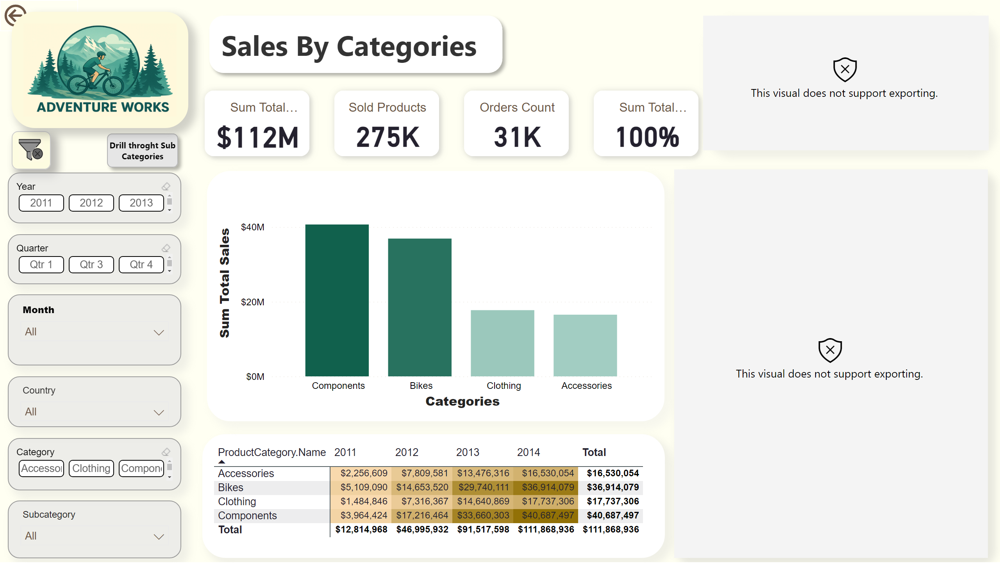 ADVENTURE WORKS
Sales By Categories
Sum Total...
$112M
Sold Products
275K
Orders Count
31K
Sum Total...
100%
This visual does not support exporting.
Drill throght Sub
Categories
Year
2011 2012 2013
Quarter
Qtr 1 Qtr 3 Qtr 4
Month
All
Country
All
Category
Accessor Clothing Compon
Subcategory
All
Sum Total Sales
$40M
$20M
$0M
Components Bikes Clothing Accessories
Categories
ProductCategory.Name 2011 2012 2013 2014 Total
Accessories $2,256,609 $7,809,581 $13,476,316 $16,530,054 $16,530,054
Bikes $5,109,090 $14,653,520 $29,740,111 $36,914,079 $36,914,079
Clothing $1,484,846 $7,316,367 $14,640,869 $17,737,306 $17,737,306
Components $3,964,424 $17,216,464 $33,660,303 $40,687,497 $40,687,497
Total $12,814,968 $46,995,932 $91,517,598 $111,868,936 $111,868,936
This visual does not support exporting.